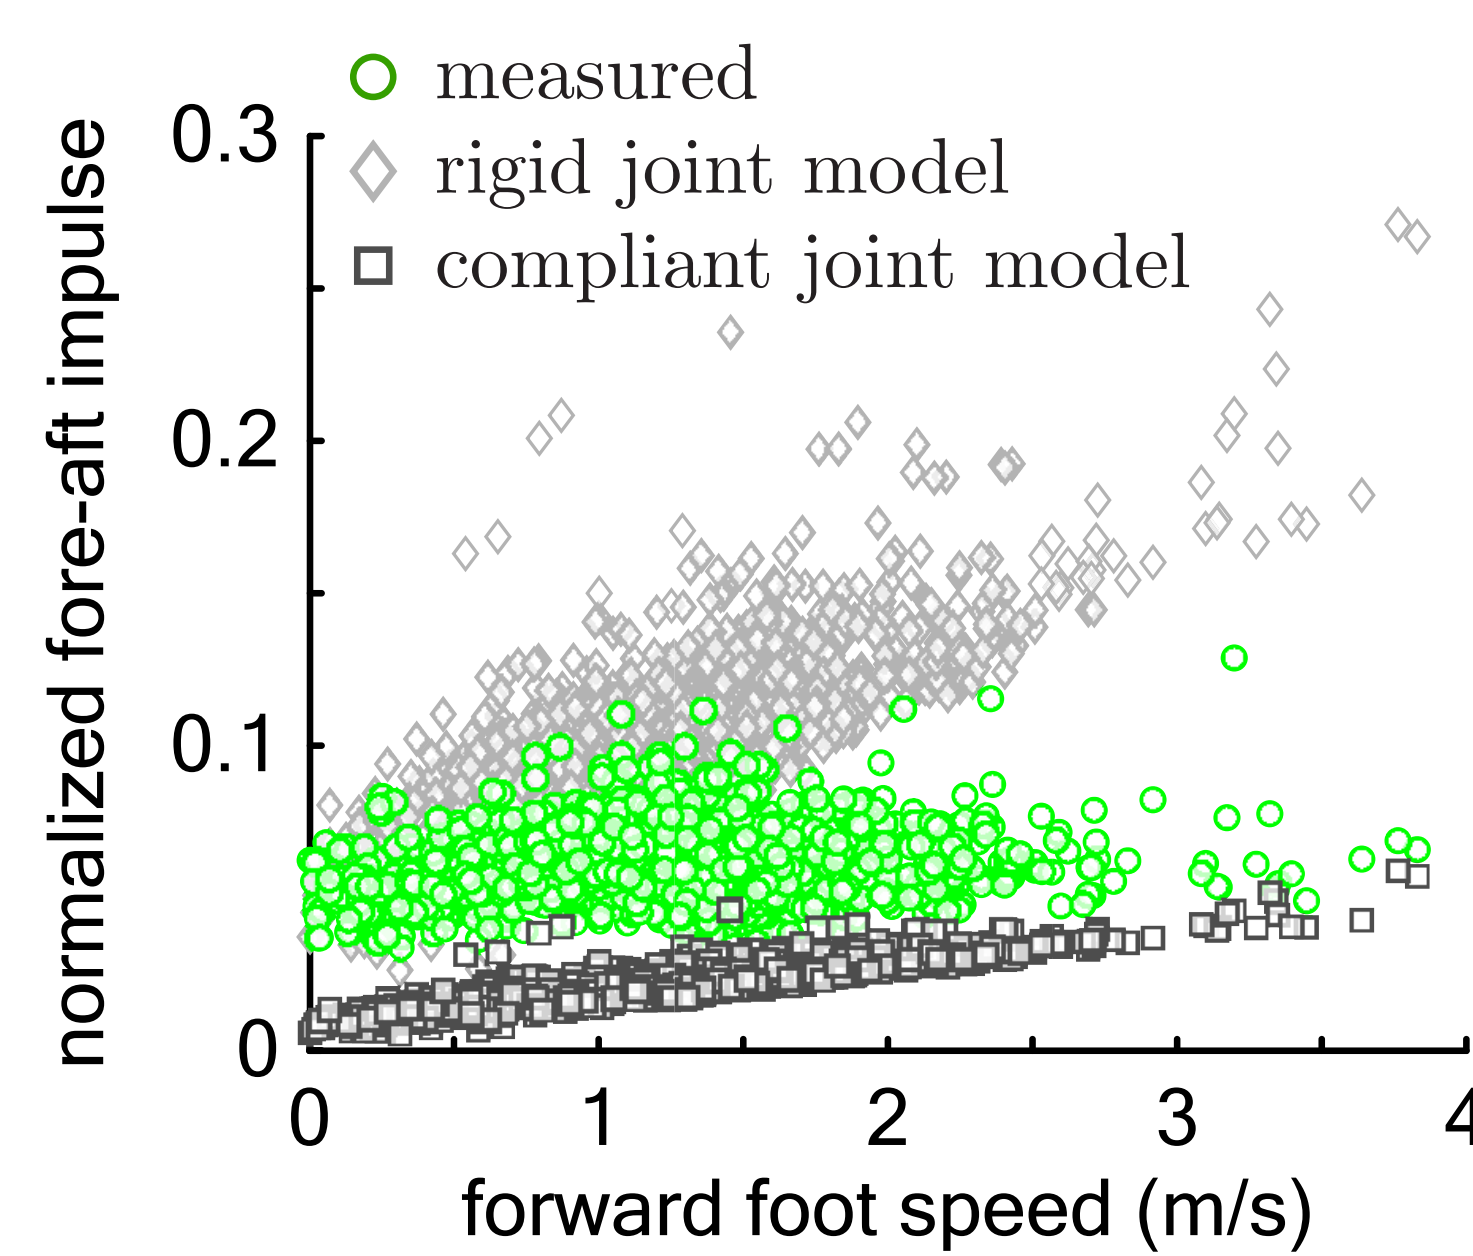 measured
rigid joint model
compliant joint model
normalized fore-aft impulse
0.3
0.2
0.1
0
0 1 2 3 4
forward foot speed (m/s)